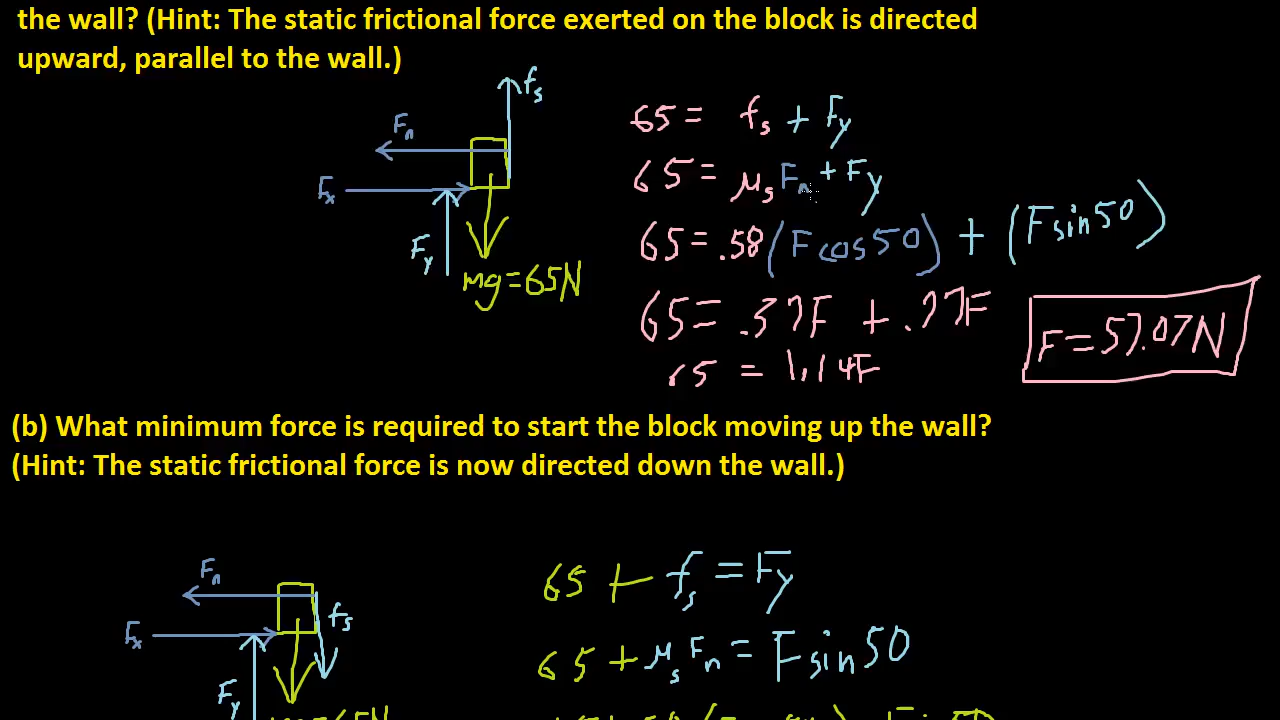 the wall? (Hint: The static frictional force exerted on the block is directed
upward, parallel to the wall.)
fs
Fn
Fx
Fy
mg=65N
65 = fs + Fy
65 = μs Fn + Fy
65 = .58 (F cos 50) + (F sin 50)
65 = .37F + .77F
65 = 1.14F
F = 57.07N
(b) What minimum force is required to start the block moving up the wall?
(Hint: The static frictional force is now directed down the wall.)
Fn
fs
Fx
Fy
65 + fs = Fy
65 + μs Fn = F sin 50